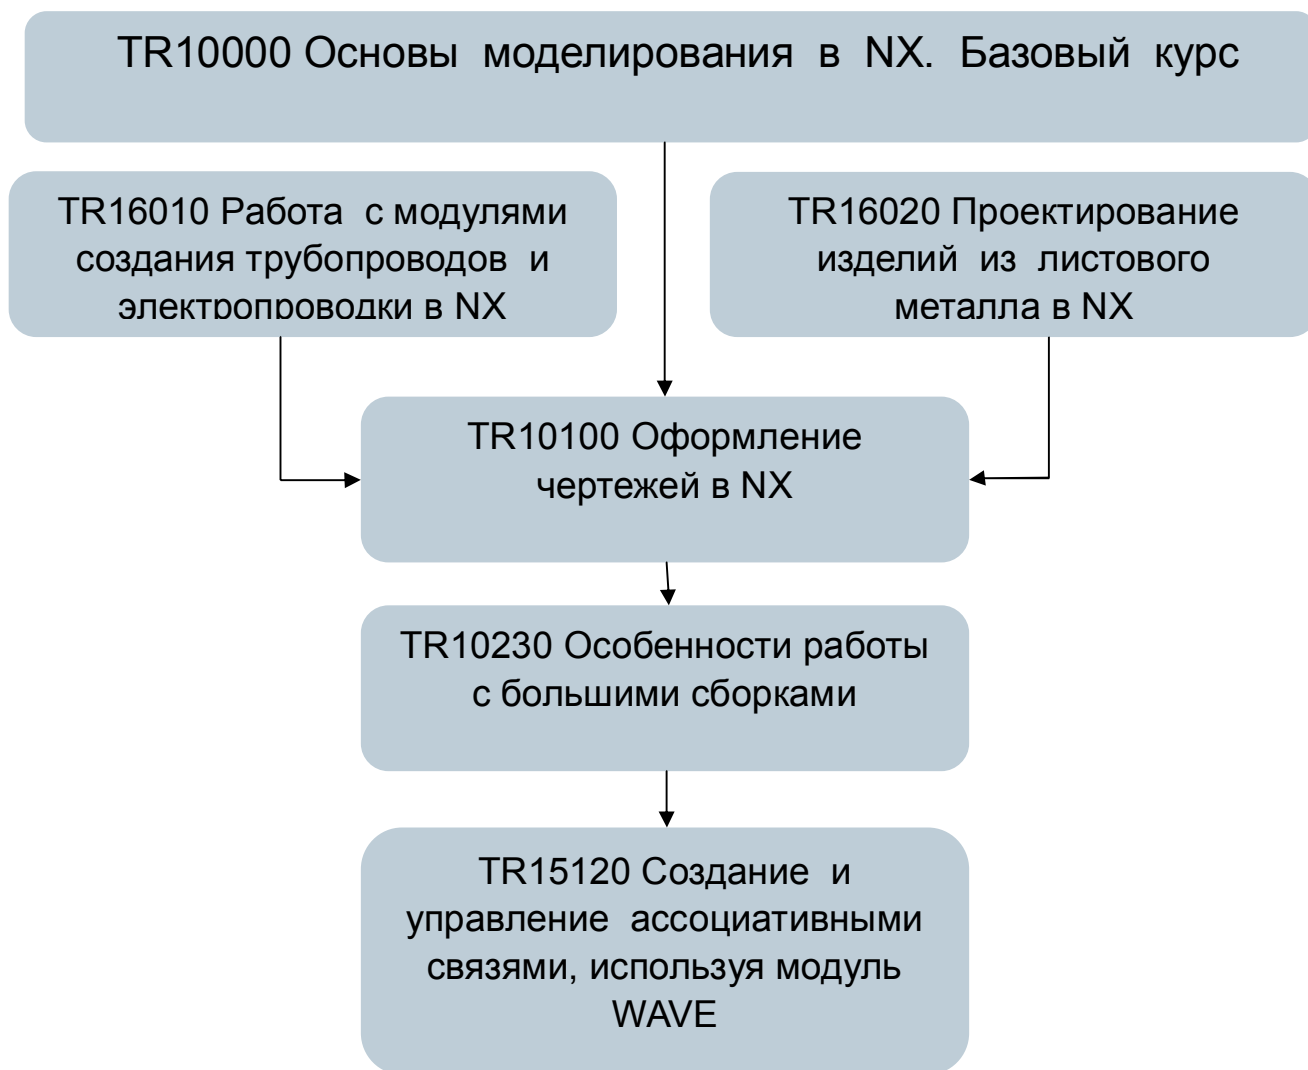 TR10000 Основы моделирования в NX. Базовый курс
TR16010 Работа с модулями
создания трубопроводов и
электропроводки в NX
TR16020 Проектирование
изделий из листового
металла в NX
TR10100 Оформление
чертежей в NX
TR10230 Особенности работы
с большими сборками
TR15120 Создание и
управление ассоциативными
связями, используя модуль
WAVE